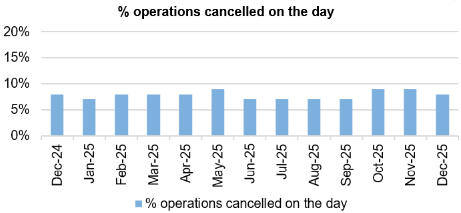 % operations cancelled on the day
20%
15%
10%
5%
0%
Dec-24
Jan-25
Feb-25
Mar-25
Apr-25
May-25
Jun-25
Jul-25
Aug-25
Sep-25
Oct-25
Nov-25
Dec-25
% operations cancelled on the day